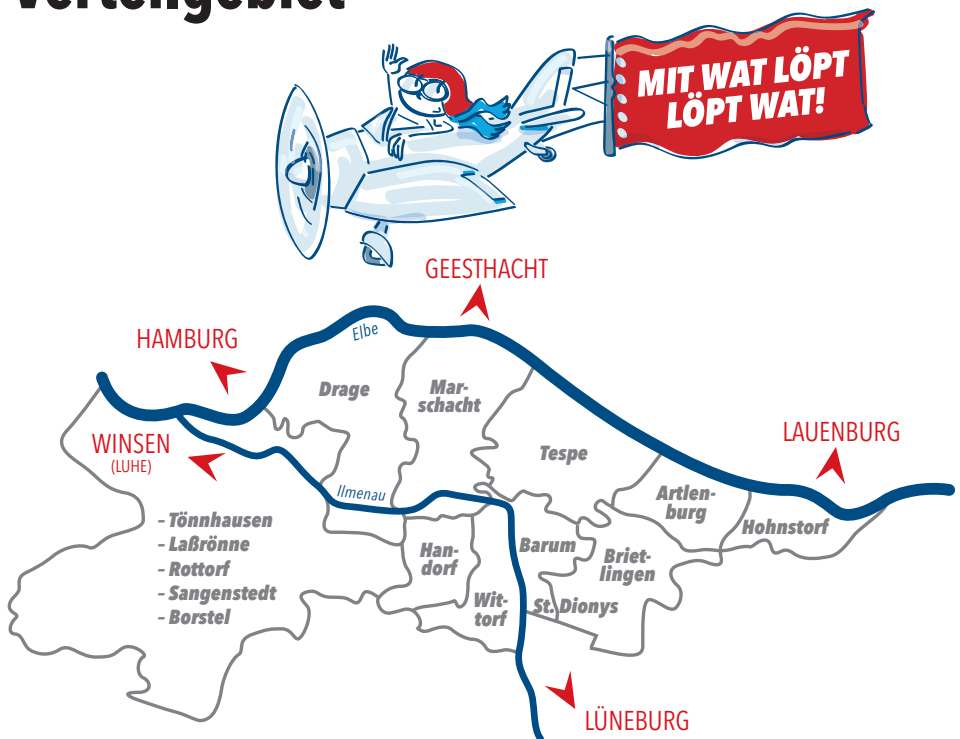 Verteilgebiet
MIT WAT LÖPT
LÖPT WAT!
GEESTHACHT
HAMBURG
Elbe
Drage
Mar-
schacht
WINSEN
(LUHE)
LAUENBURG
Tespe
Ilmenau
Artlen-
burg
Hohnstorf
- Tönnhausen
- Laßrönne
- Rottorf
- Sangenstedt
- Borstel
Han-
dorf
Barum
Briet-
lingen
Wit-
torf
St. Dionys
LÜNEBURG